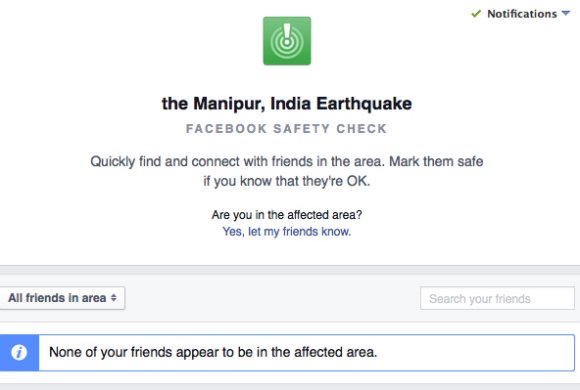 Notifications
the Manipur, India Earthquake
FACEBOOK SAFETY CHECK
Quickly find and connect with friends in the area. Mark them safe
if you know that they're OK.
Are you in the affected area?
Yes, let my friends know.
All friends in area
Search your friends
None of your friends appear to be in the affected area.